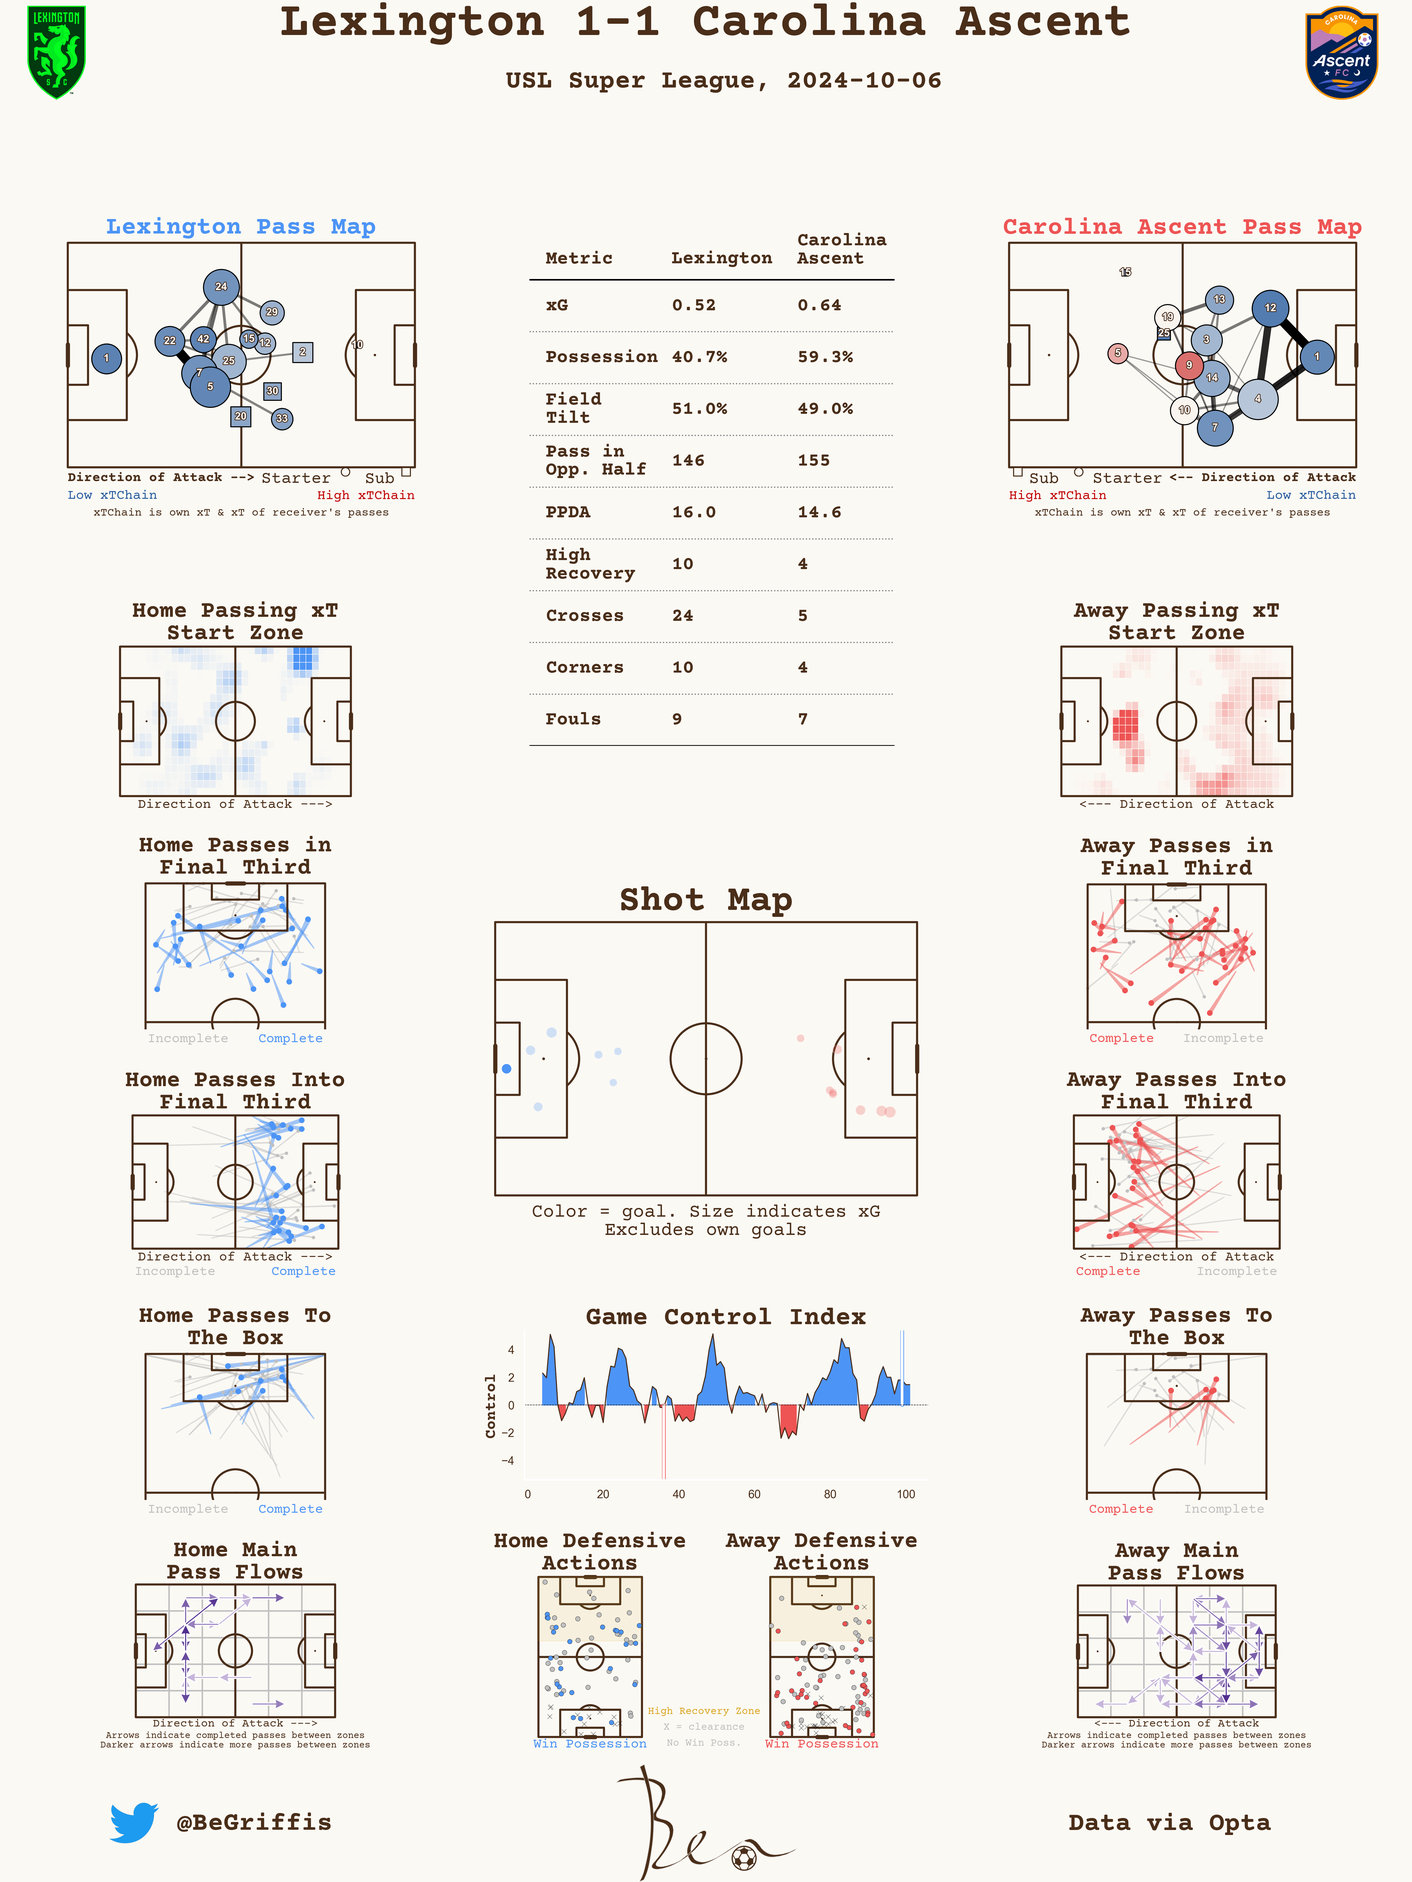 LEXINGTON
S C
CAROLINA
Ascent
FC
Lexington 1-1 Carolina Ascent
USL Super League, 2024-10-06
Lexington Pass Map
24
29
22
42
15
12
1
7
25
2
10
5
30
20
33
Direction of Attack --> Starter Sub
Low xTChain High xTChain
xTChain is own xT & xT of receiver's passes
Metric Lexington Carolina Ascent
xG 0.52 0.64
Possession 40.7% 59.3%
Field Tilt 51.0% 49.0%
Pass in Opp. Half 146 155
PPDA 16.0 14.6
High Recovery 10 4
Crosses 24 5
Corners 10 4
Fouls 9 7
Carolina Ascent Pass Map
15
13
19
12
25
3
5
1
9
14
4
10
7
Sub Starter <-- Direction of Attack
High xTChain Low xTChain
xTChain is own xT & xT of receiver's passes
Home Passing xT
Start Zone
Direction of Attack --->
Away Passing xT
Start Zone
<--- Direction of Attack
Home Passes in
Final Third
Incomplete Complete
Away Passes in
Final Third
Complete Incomplete
Shot Map
Color = goal. Size indicates xG
Excludes own goals
Home Passes Into
Final Third
Direction of Attack --->
Incomplete Complete
Away Passes Into
Final Third
<--- Direction of Attack
Complete Incomplete
Home Passes To
The Box
Incomplete Complete
Game Control Index
Control
4
2
0
−2
−4
0 20 40 60 80 100
Away Passes To
The Box
Complete Incomplete
Home Main
Pass Flows
Direction of Attack --->
Arrows indicate completed passes between zones
Darker arrows indicate more passes between zones
Home Defensive
Actions
Win Possession
High Recovery Zone
X = clearance
No Win Poss.
Away Defensive
Actions
Win Possession
Away Main
Pass Flows
<--- Direction of Attack
Arrows indicate completed passes between zones
Darker arrows indicate more passes between zones
@BeGriffis
Ben
Data via Opta